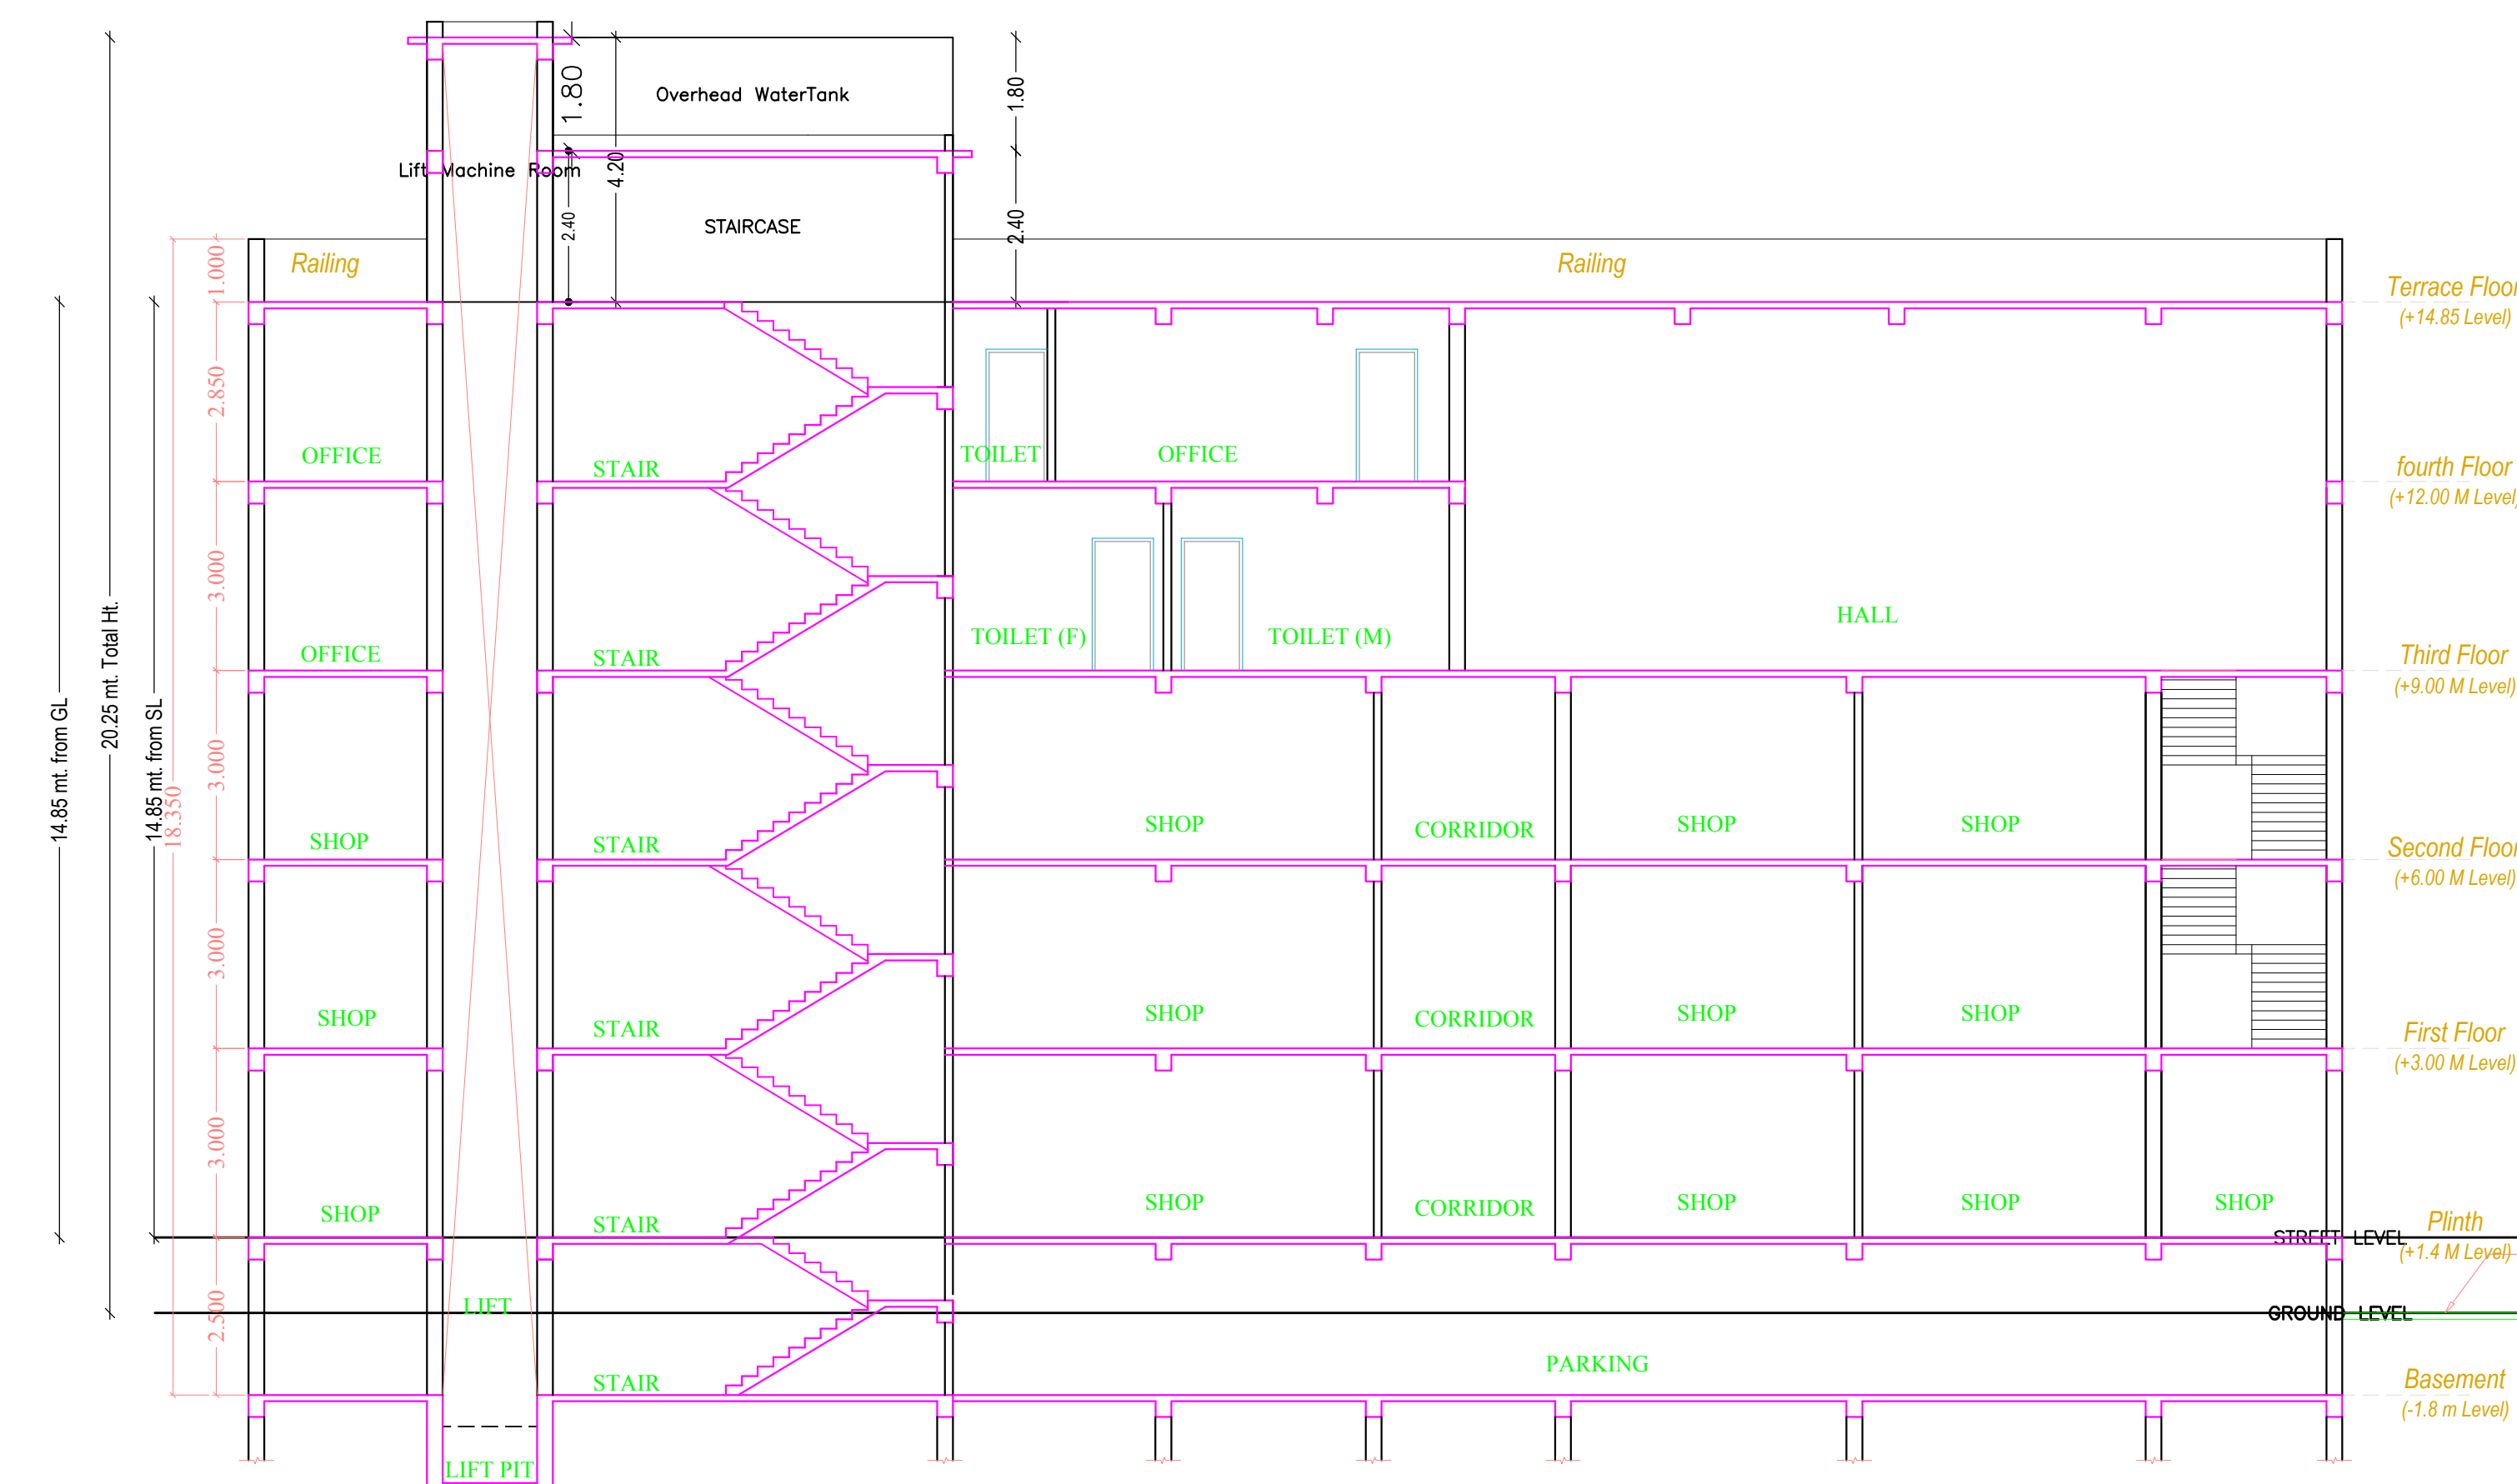 1.80
Overhead WaterTank
1.80
4.20
Lift Machine Room
2.40
STAIRCASE
2.40
1.000
Railing
Railing
Terrace Floor
(+14.85 Level)
2.850
OFFICE
STAIR
TOILET
OFFICE
fourth Floor
(+12.00 M Level)
3.000
OFFICE
STAIR
TOILET (F)
TOILET (M)
HALL
Third Floor
(+9.00 M Level)
14.85 mt. from GL
20.25 mt. Total Ht.
14.85 mt. from SL
18.350
3.000
SHOP
STAIR
SHOP
CORRIDOR
SHOP
SHOP
Second Floor
(+6.00 M Level)
3.000
SHOP
STAIR
SHOP
CORRIDOR
SHOP
SHOP
First Floor
(+3.00 M Level)
3.000
SHOP
STAIR
SHOP
CORRIDOR
SHOP
SHOP
SHOP
Plinth
STREET LEVEL
(+1.4 M Level)
2.500
LIFT
GROUND LEVEL
STAIR
PARKING
Basement
(-1.8 m Level)
LIFT PIT